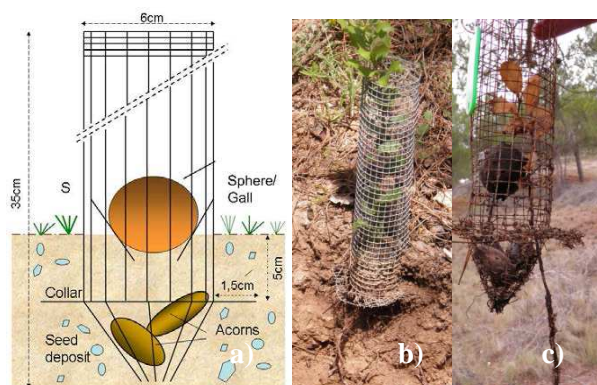 6cm
35cm
S
Sphere/
Gall
5cm
Collar
1,5cm
Seed
deposit
Acorns
a)
b)
c)